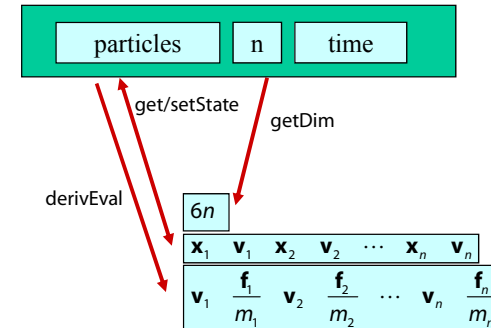 particles n time
get/setState
getDim
derivEval
6n
x₁ v₁ x₂ v₂ ⋯ xₙ vₙ
v₁ f₁/m₁ v₂ f₂/m₂ ⋯ vₙ fₙ/mₙ